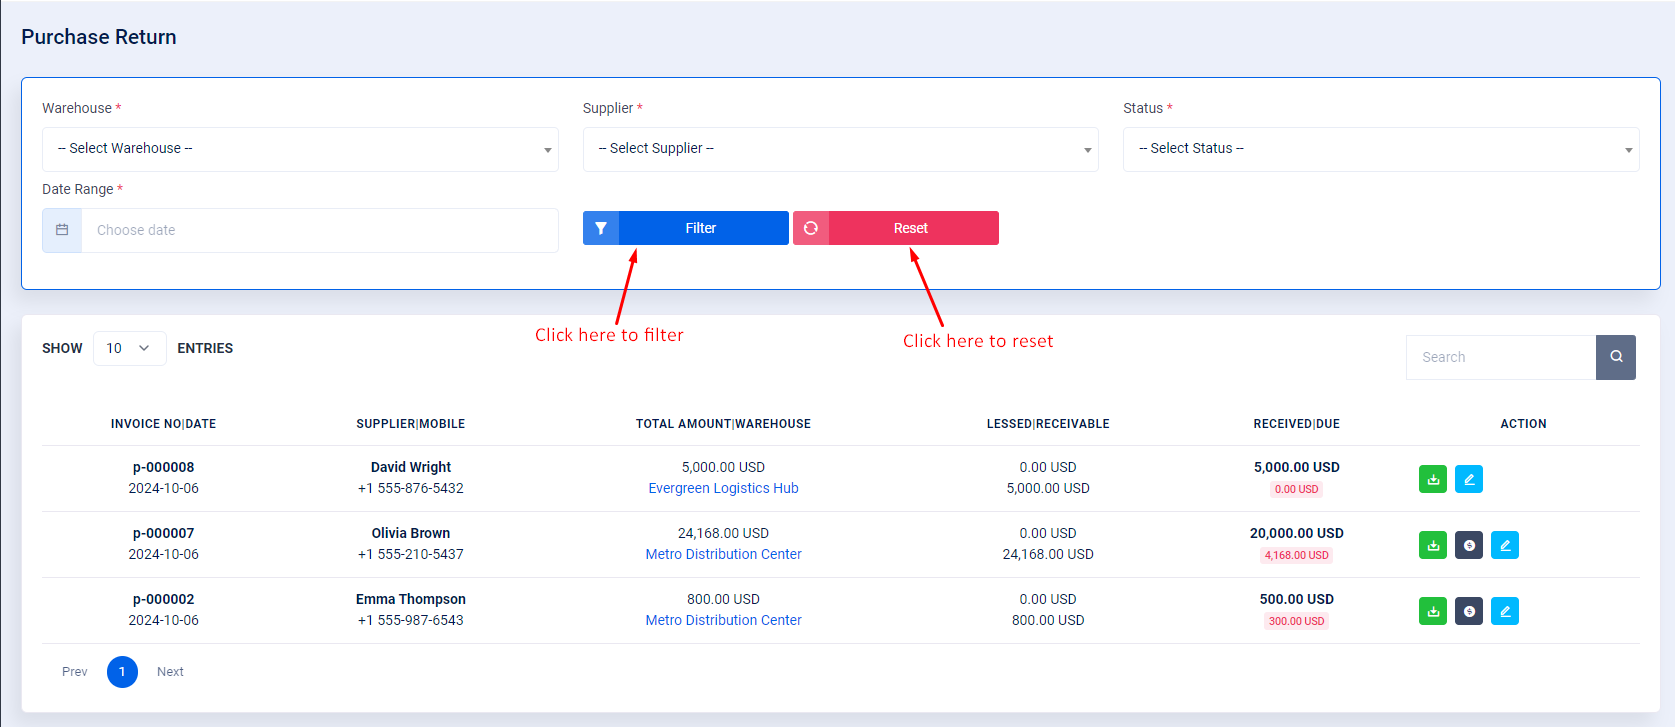 Purchase Return
Warehouse * Supplier * Status *
-- Select Warehouse -- -- Select Supplier -- -- Select Status --
Date Range *
Choose date Filter Reset
Click here to filter Click here to reset
SHOW 10 ENTRIES Search
INVOICE NO|DATE SUPPLIER|MOBILE TOTAL AMOUNT|WAREHOUSE LESSED|RECEIVABLE RECEIVED|DUE ACTION
p-000008 David Wright 5,000.00 USD 0.00 USD 5,000.00 USD
2024-10-06 +1 555-876-5432 Evergreen Logistics Hub 5,000.00 USD 0.00 USD
p-000007 Olivia Brown 24,168.00 USD 0.00 USD 20,000.00 USD
2024-10-06 +1 555-210-5437 Metro Distribution Center 24,168.00 USD 4,168.00 USD
p-000002 Emma Thompson 800.00 USD 0.00 USD 500.00 USD
2024-10-06 +1 555-987-6543 Metro Distribution Center 800.00 USD 300.00 USD
Prev 1 Next